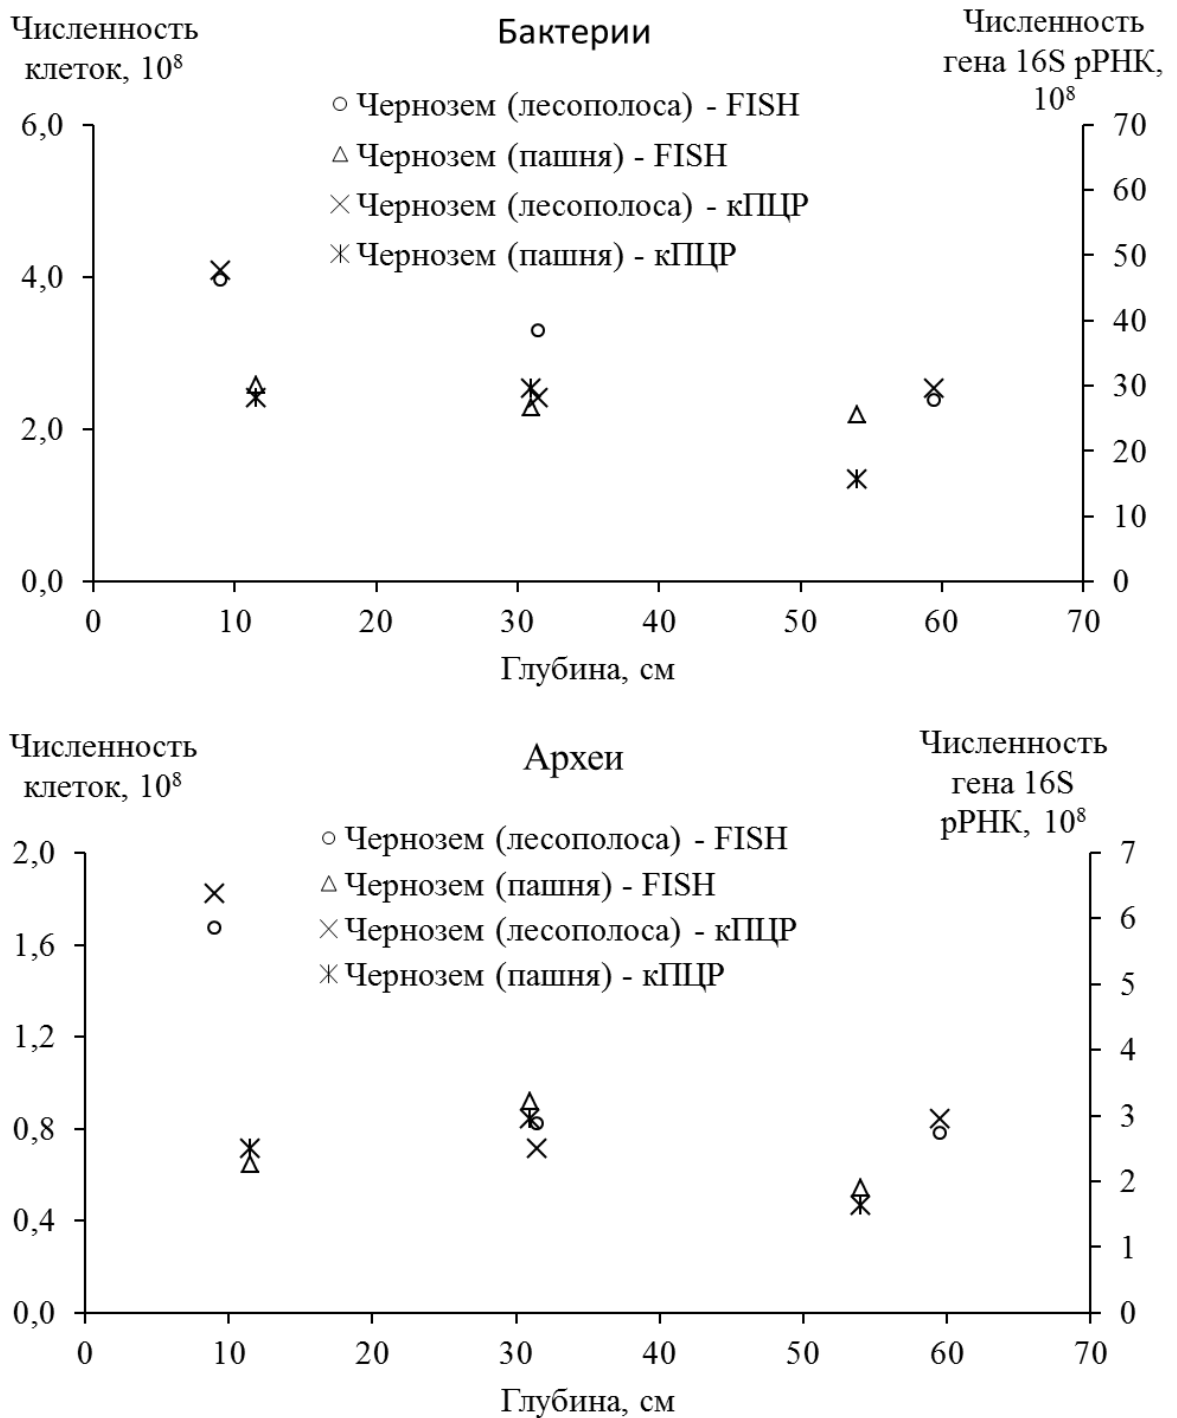 Численность
клеток, 10⁸
Бактерии
Численность
гена 16S рРНК,
10⁸
Чернозем (лесополоса) - FISH
Чернозем (пашня) - FISH
Чернозем (лесополоса) - кПЦР
Чернозем (пашня) - кПЦР
6,0
4,0
2,0
0,0
70
60
50
40
30
20
10
0
0 10 20 30 40 50 60 70
Глубина, см
Численность
клеток, 10⁸
Археи
Численность
гена 16S
рРНК, 10⁸
Чернозем (лесополоса) - FISH
Чернозем (пашня) - FISH
Чернозем (лесополоса) - кПЦР
Чернозем (пашня) - кПЦР
2,0
1,6
1,2
0,8
0,4
0,0
7
6
5
4
3
2
1
0
0 10 20 30 40 50 60 70
Глубина, см